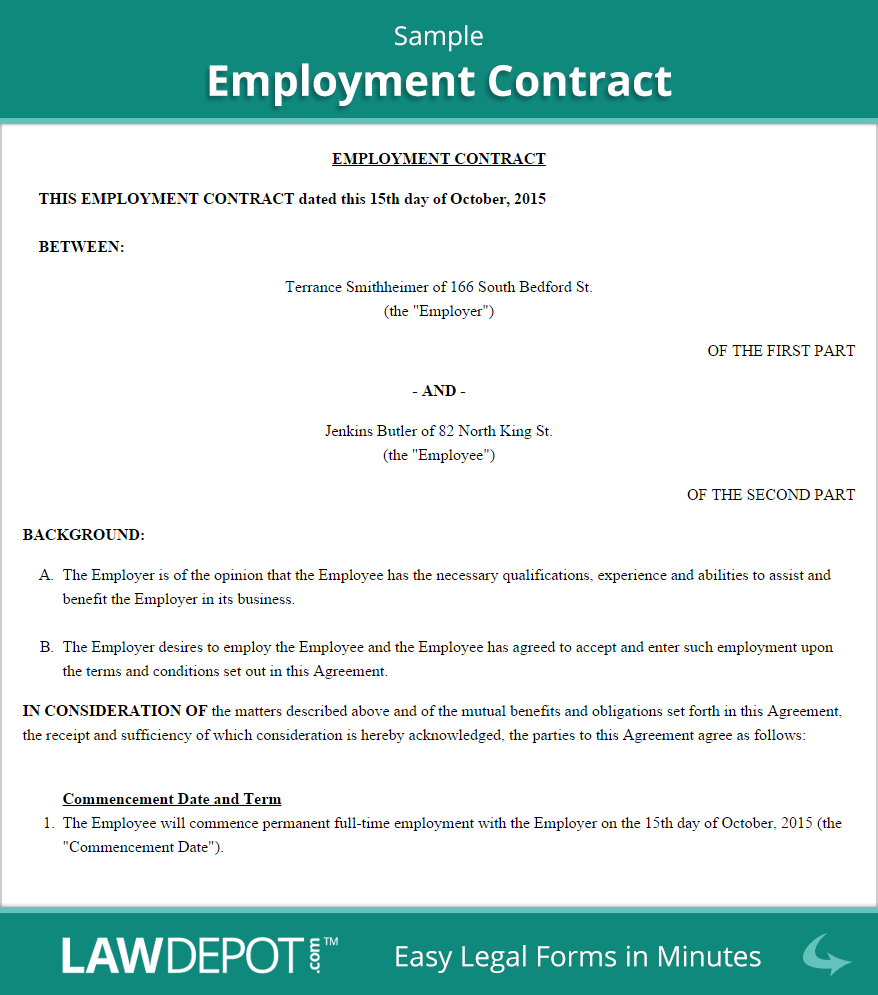 Sample
Employment Contract
EMPLOYMENT CONTRACT
THIS EMPLOYMENT CONTRACT dated this 15th day of October, 2015
BETWEEN:
Terrance Smithheimer of 166 South Bedford St.
(the "Employer")
OF THE FIRST PART
- AND -
Jenkins Butler of 82 North King St.
(the "Employee")
OF THE SECOND PART
BACKGROUND:
A. The Employer is of the opinion that the Employee has the necessary qualifications, experience and abilities to assist and
benefit the Employer in its business.
B. The Employer desires to employ the Employee and the Employee has agreed to accept and enter such employment upon
the terms and conditions set out in this Agreement.
IN CONSIDERATION OF the matters described above and of the mutual benefits and obligations set forth in this Agreement,
the receipt and sufficiency of which consideration is hereby acknowledged, the parties to this Agreement agree as follows:
Commencement Date and Term
1. The Employee will commence permanent full-time employment with the Employer on the 15th day of October, 2015 (the
"Commencement Date").
LAWDEPOT.com™
Easy Legal Forms in Minutes